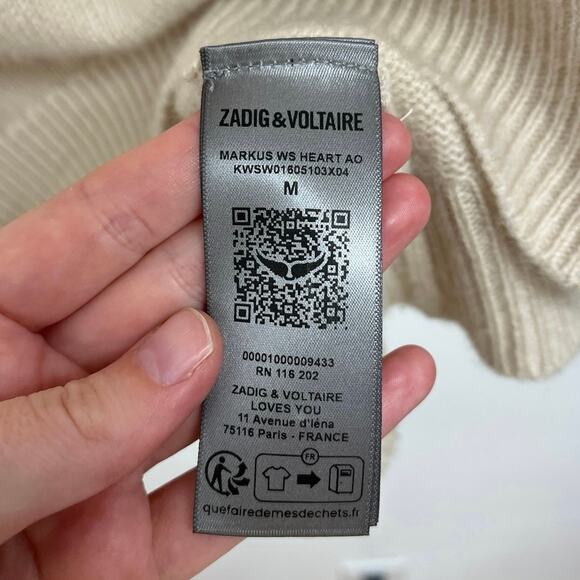 ZADIG & VOLTAIRE
MARKUS WS HEART AO
KWSW01605103X04
M
00001000009433
RN 116 202
ZADIG & VOLTAIRE
LOVES YOU
11 Avenue d'Iéna
75116 Paris - FRANCE
FR
quefairedemesdechets.fr